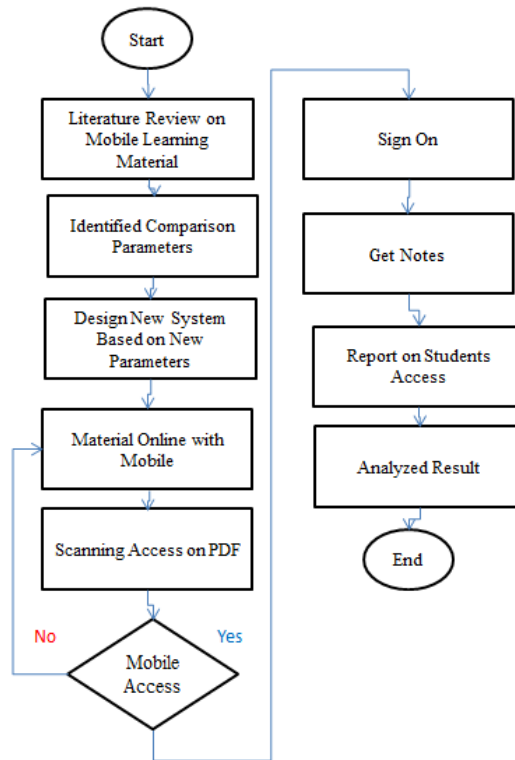 Start
Literature Review on
Mobile Learning
Material
Identified Comparison
Parameters
Design New System
Based on New
Parameters
Material Online with
Mobile
Scanning Access on PDF
No
Yes
Mobile
Access
Sign On
Get Notes
Report on Students
Access
Analyzed Result
End